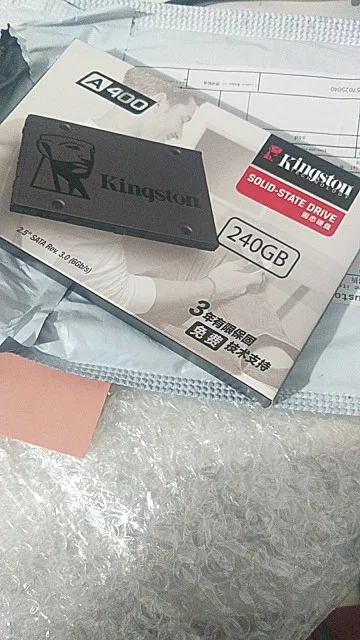 A400
Kingston
TECHNOLOGY
SOLID-STATE DRIVE
固态硬盘
Kingston
240GB
2.5" SATA Rev. 3.0 (6Gb/s)
3年有限保固
免费 技术支持